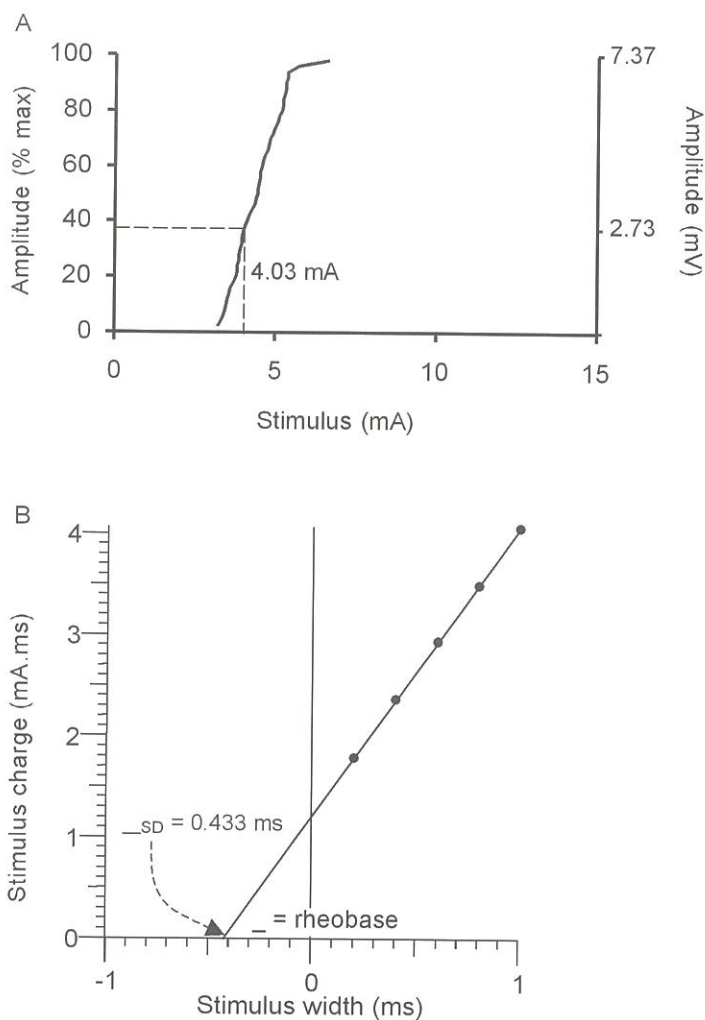 A
Amplitude (% max)
100
80
60
40
20
0
4.03 mA
7.37
2.73
Amplitude (mV)
0
5
10
15
Stimulus (mA)
B
Stimulus charge (mA.ms)
4
3
2
1
0
_SD = 0.433 ms
_ = rheobase
-1
0
1
Stimulus width (ms)